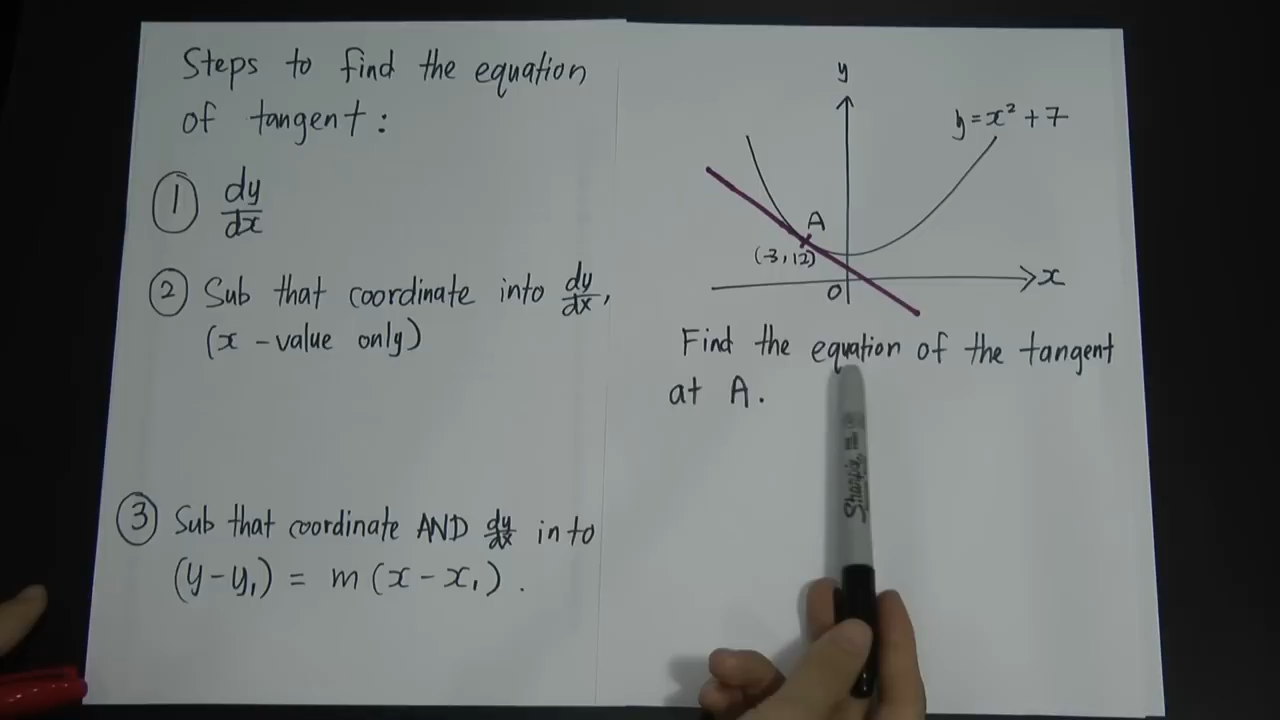 Steps to find the equation
of tangent:
① dy/dx
② Sub that coordinate into dy/dx,
(x - value only)
③ Sub that coordinate AND dy/dx into
(y - y₁) = m (x - x₁).
y
y = x² + 7
A
(-3, 12)
x
O
Find the equation of the tangent
at A.
Sharpie